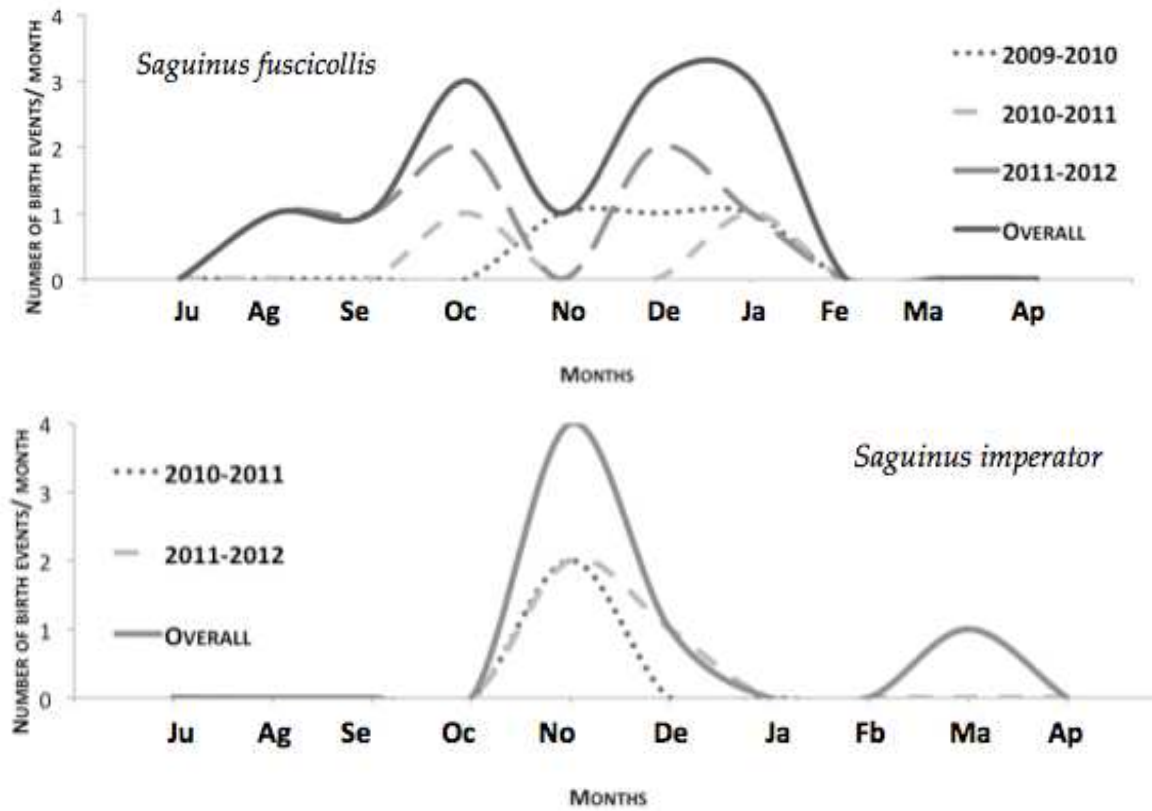 NUMBER OF BIRTH EVENTS/ MONTH
4
3
2
1
0
Saguinus fuscicollis
2009-2010
2010-2011
2011-2012
OVERALL
Ju Ag Se Oc No De Ja Fe Ma Ap
MONTHS
NUMBER OF BIRTH EVENTS/ MONTH
4
3
2
1
0
2010-2011
2011-2012
OVERALL
Saguinus imperator
Ju Ag Se Oc No De Ja Fb Ma Ap
MONTHS